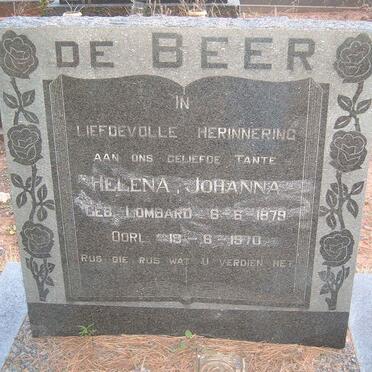 DE BEER
IN
LIEFDEVOLLE HERINNERING
AAN ONS GELIEFDE TANTE
HELENA JOHANNA
GEB. LOMBARD 6-6-1879
OORL. 19-6-1970
RUS DIE RUS WAT U VERDIEN HET